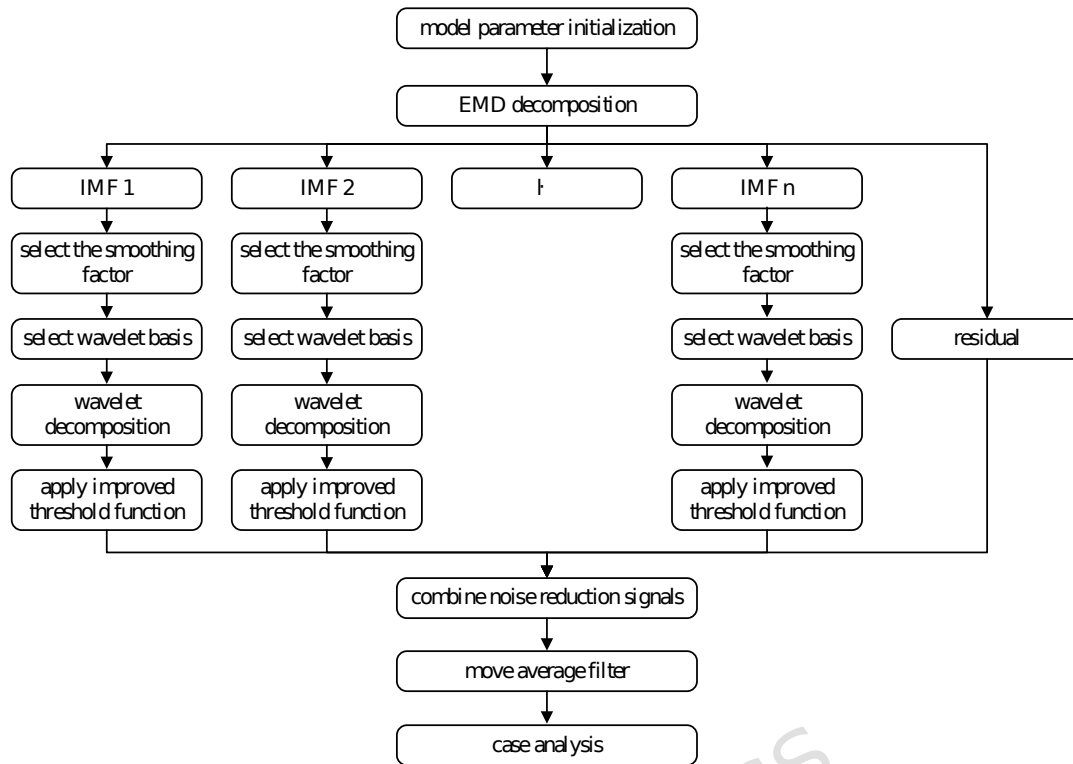 model parameter initialization
EMD decomposition
IMF 1
IMF 2
IMF n
select the smoothing
factor
select the smoothing
factor
select the smoothing
factor
select wavelet basis
select wavelet basis
select wavelet basis
residual
wavelet
decomposition
wavelet
decomposition
wavelet
decomposition
apply improved
threshold function
apply improved
threshold function
apply improved
threshold function
combine noise reduction signals
move average filter
case analysis